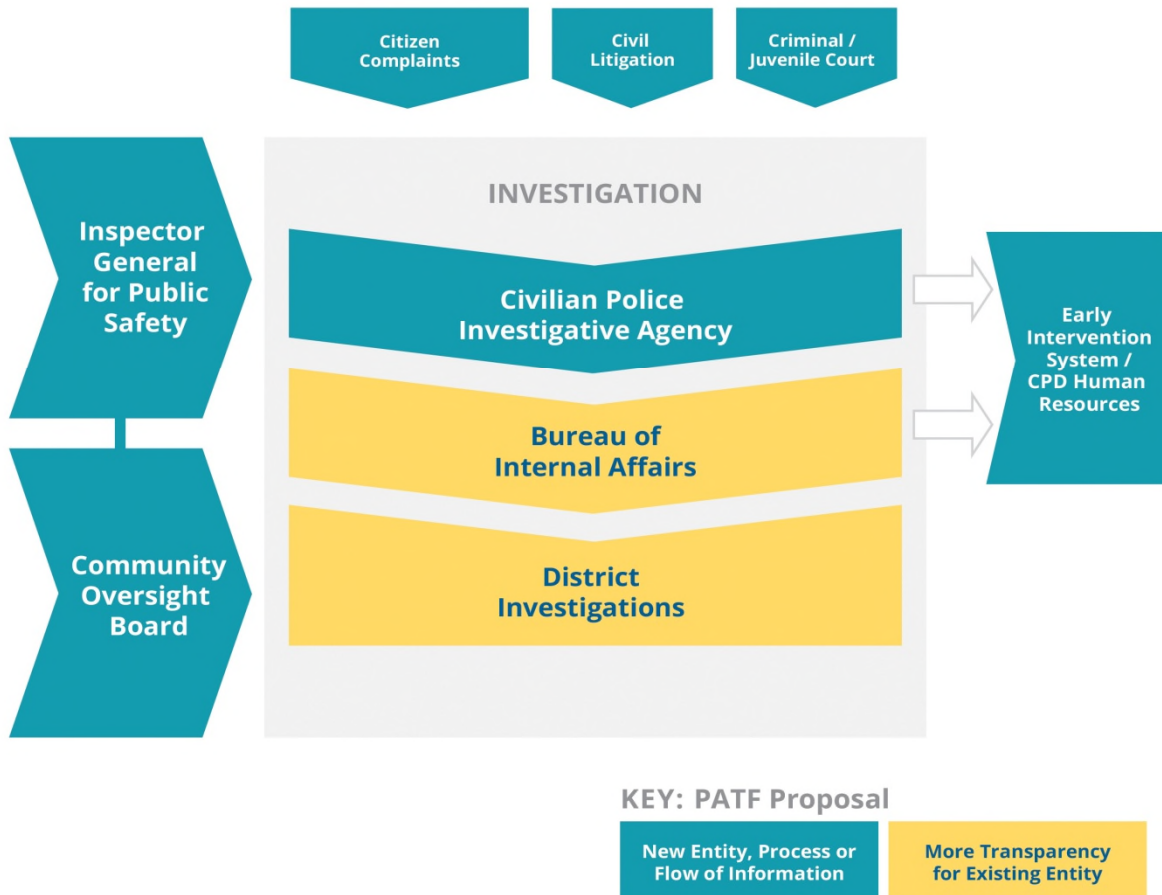 Citizen
Complaints
Civil
Litigation
Criminal /
Juvenile Court
Inspector
General
for Public
Safety
Community
Oversight
Board
INVESTIGATION
Civilian Police
Investigative Agency
Bureau of
Internal Affairs
District
Investigations
Early
Intervention
System /
CPD Human
Resources
KEY: PATF Proposal
New Entity, Process or
Flow of Information
More Transparency
for Existing Entity